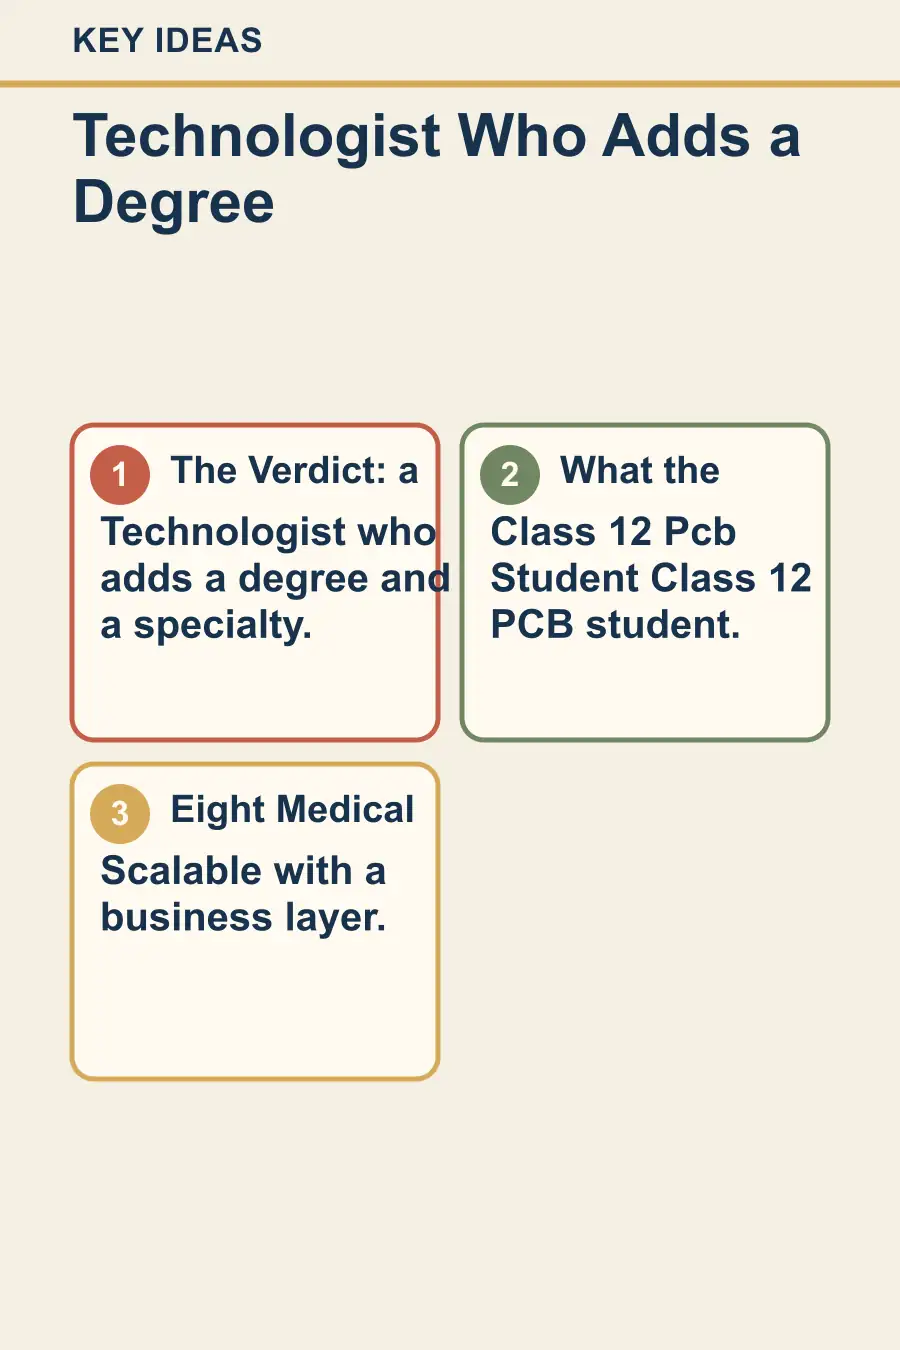 KEY IDEAS
Technologist Who Adds a
Degree
1 The Verdict: a
Technologist who
adds a degree and
a specialty.
2 What the
Class 12 Pcb
Student Class 12
PCB student.
3 Eight Medical
Scalable with a
business layer.